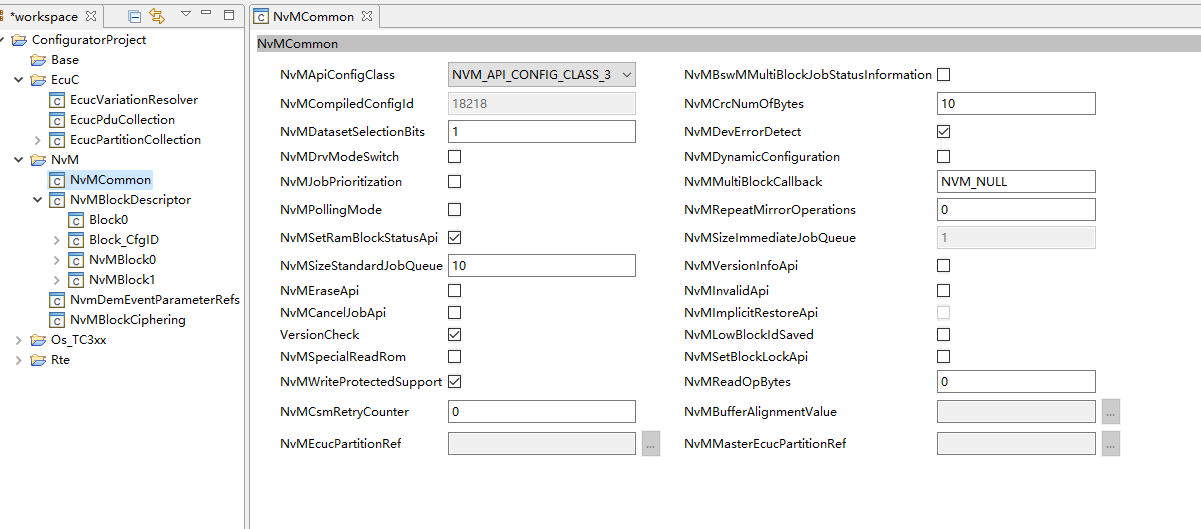 *workspace
NvMCommon
ConfiguratorProject
Base
EcuC
EcucVariationResolver
EcucPduCollection
EcucPartitionCollection
NvM
NvMCommon
NvMBlockDescriptor
Block0
Block_CfgID
NvMBlock0
NvMBlock1
NvmDemEventParameterRefs
NvMBlockCiphering
Os_TC3xx
Rte
NvMCommon
NvMApiConfigClass NVM_API_CONFIG_CLASS_3 NvMBswMMultiBlockJobStatusInformation
NvMCompiledConfigId 18218 NvMCrcNumOfBytes 10
NvMDatasetSelectionBits 1 NvMDevErrorDetect
NvMDrvModeSwitch NvMDynamicConfiguration
NvMJobPrioritization NvMMultiBlockCallback NVM_NULL
NvMPollingMode NvMRepeatMirrorOperations 0
NvMSetRamBlockStatusApi NvMSizeImmediateJobQueue 1
NvMSizeStandardJobQueue 10 NvMVersionInfoApi
NvMEraseApi NvMInvalidApi
NvMCancelJobApi NvMImplicitRestoreApi
VersionCheck NvMLowBlockIdSaved
NvMSpecialReadRom NvMSetBlockLockApi
NvMWriteProtectedSupport NvMReadOpBytes 0
NvMCsmRetryCounter 0 NvMBufferAlignmentValue ...
NvMEcucPartitionRef ... NvMMasterEcucPartitionRef ...